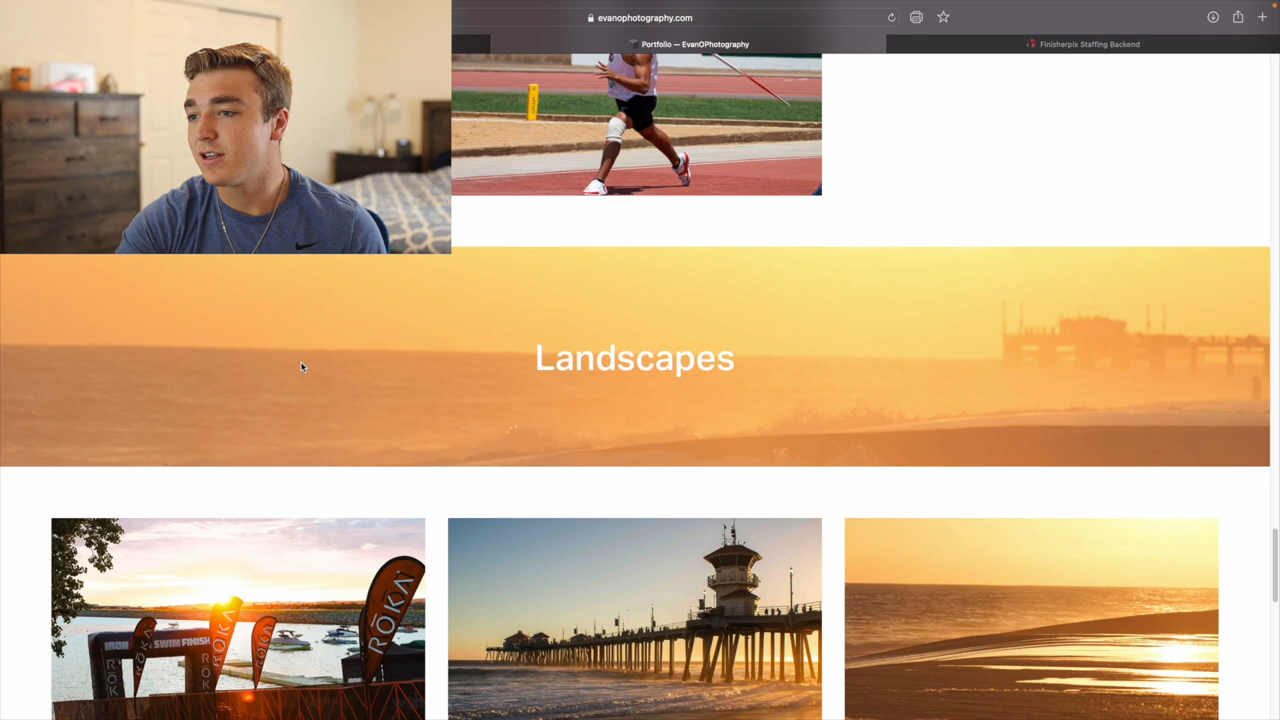 evanophotography.com
Portfolio — EvanOPhotography
Finisherpix Staffing Backend
Landscapes
IRON
SWIM FINISH
ROKA
ROKA
ROKA